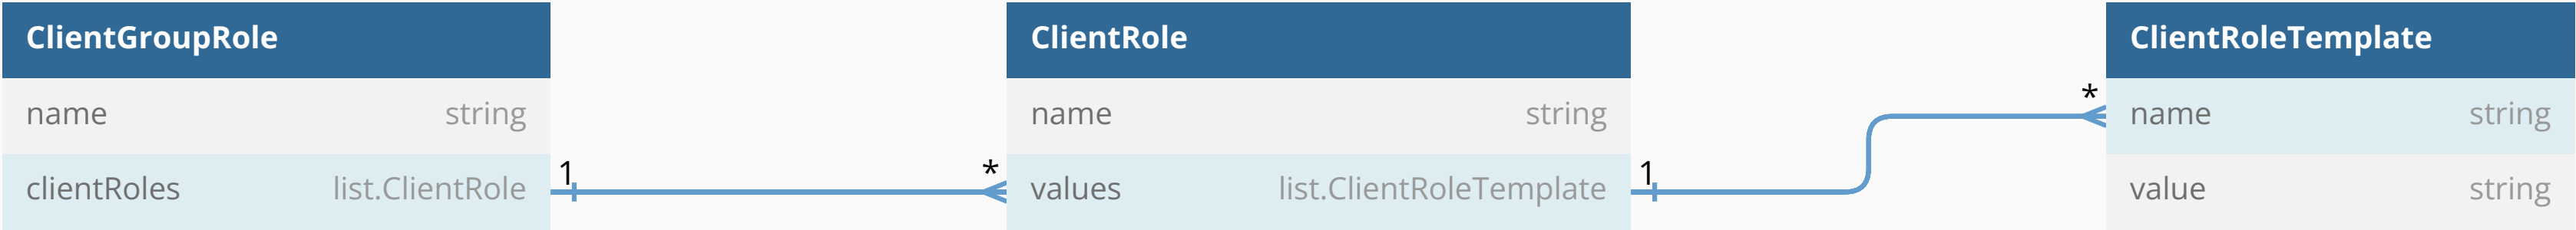 ClientGroupRole
name string
clientRoles list.ClientRole
1 *
ClientRole
name string
values list.ClientRoleTemplate
1 *
ClientRoleTemplate
name string
value string